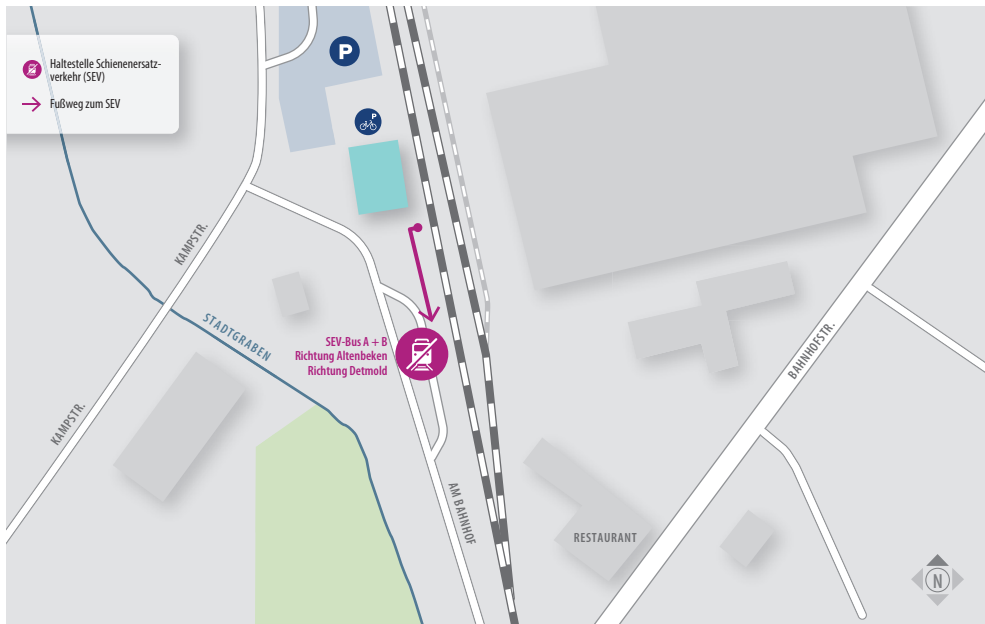 Haltestelle Schienenersatz-
verkehr (SEV)
Fußweg zum SEV
P
P
KAMPSTR.
STADTGRABEN
SEV-Bus A + B
Richtung Altenbeken
Richtung Detmold
BAHNHOFSTR.
KAMPSTR.
AM BAHNHOF
RESTAURANT
N